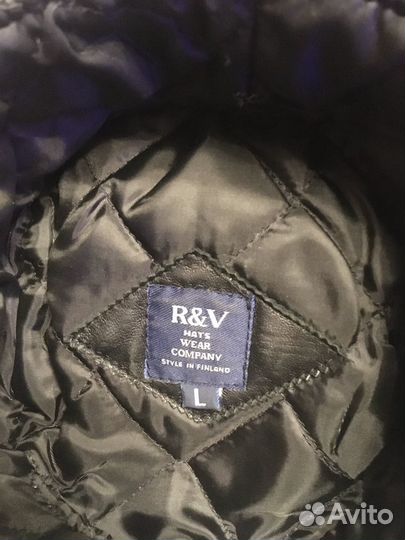 R&V
HATS
WEAR
COMPANY
STYLE IN FINLAND
L
Avito